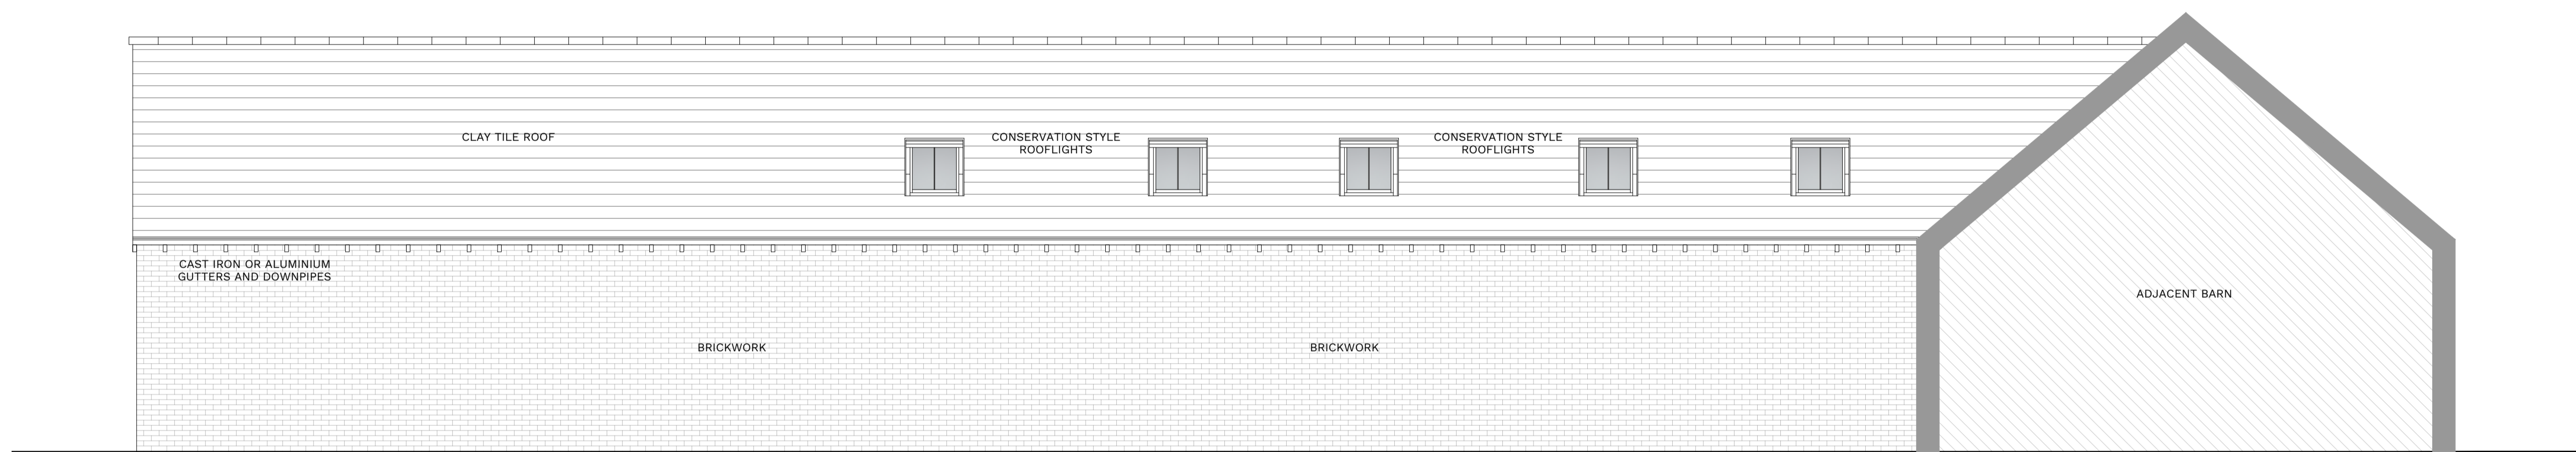 CLAY TILE ROOF
CONSERVATION STYLE
ROOFLIGHTS
CONSERVATION STYLE
ROOFLIGHTS
CAST IRON OR ALUMINIUM
GUTTERS AND DOWNPIPES
ADJACENT BARN
BRICKWORK
BRICKWORK